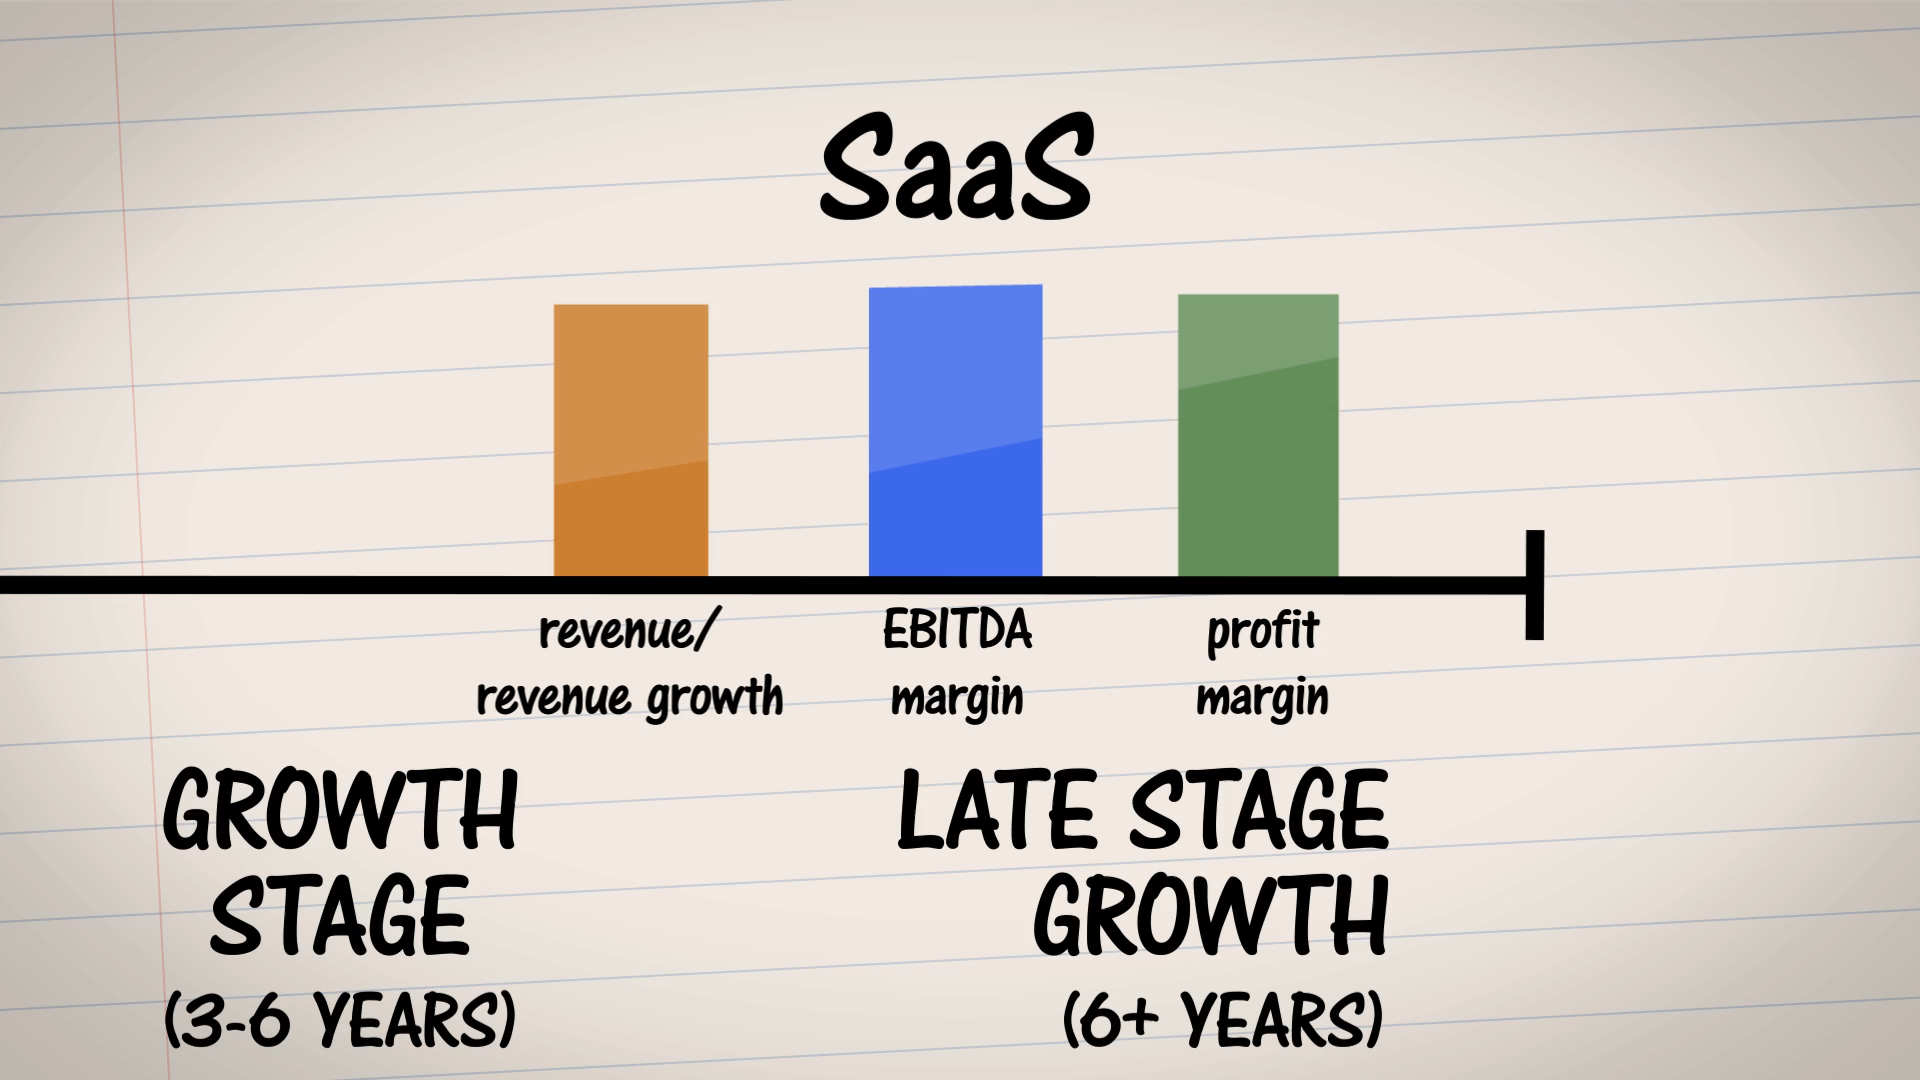 SaaS
revenue/
revenue growth
EBITDA
margin
profit
margin
GROWTH
STAGE
(3-6 YEARS)
LATE STAGE
GROWTH
(6+ YEARS)